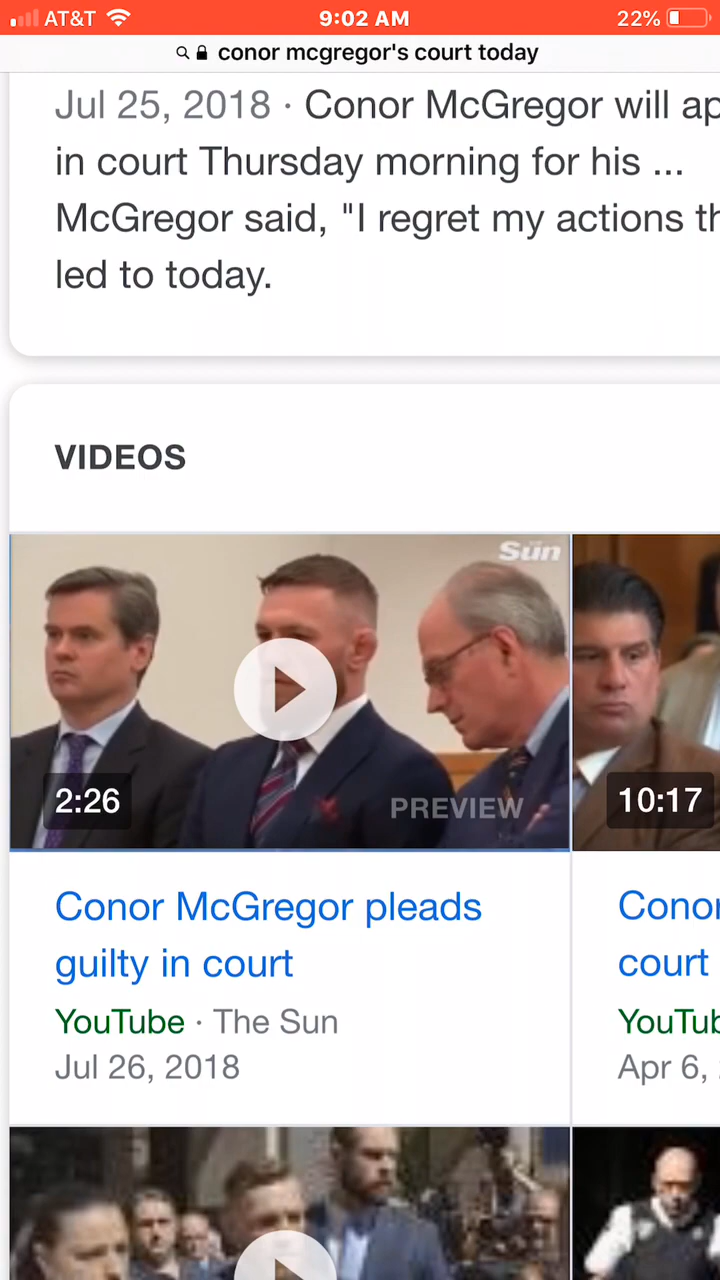 AT&T 9:02 AM 22%
conor mcgregor's court today
Jul 25, 2018 · Conor McGregor will ap
in court Thursday morning for his ...
McGregor said, "I regret my actions th
led to today.
VIDEOS
The Sun
2:26 PREVIEW 10:17
Conor McGregor pleads
guilty in court
YouTube · The Sun
Jul 26, 2018
Conor
court
YouTub
Apr 6,